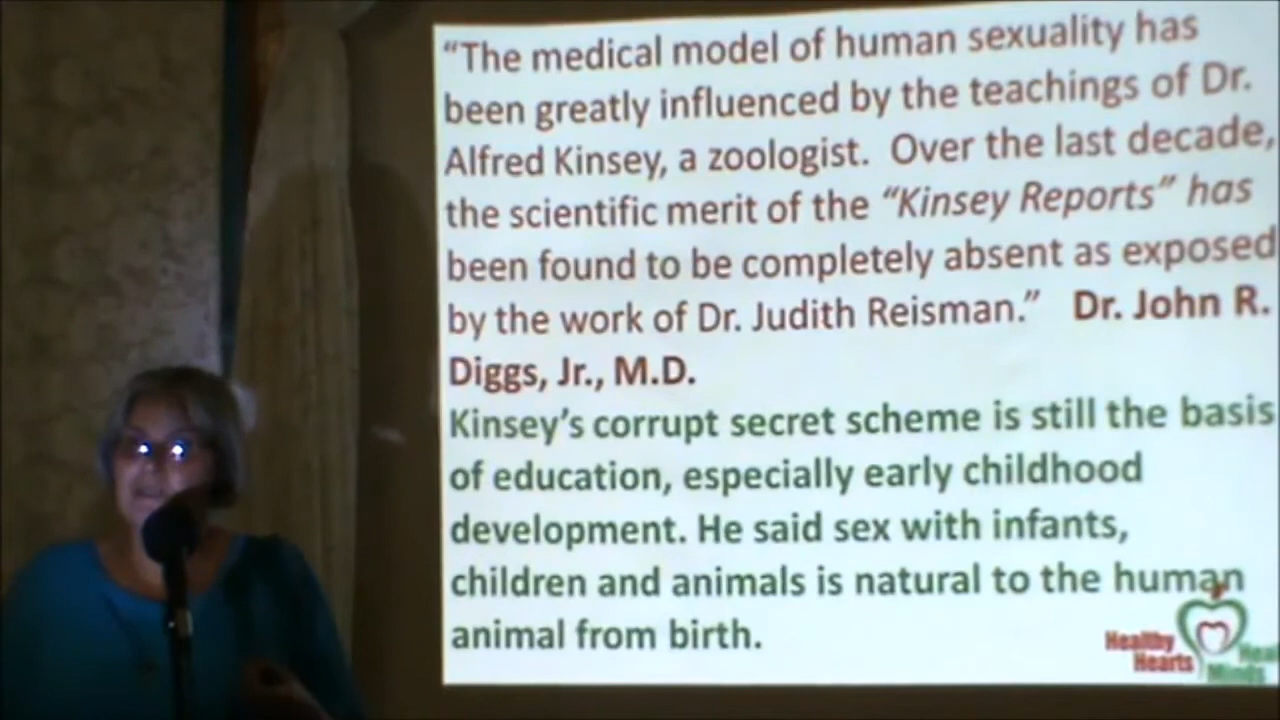 “The medical model of human sexuality has
been greatly influenced by the teachings of Dr.
Alfred Kinsey, a zoologist. Over the last decade,
the scientific merit of the “Kinsey Reports” has
been found to be completely absent as exposed
by the work of Dr. Judith Reisman.” Dr. John R.
Diggs, Jr., M.D.
Kinsey’s corrupt secret scheme is still the basis
of education, especially early childhood
development. He said sex with infants,
children and animals is natural to the human
animal from birth.
Healthy
Hearts